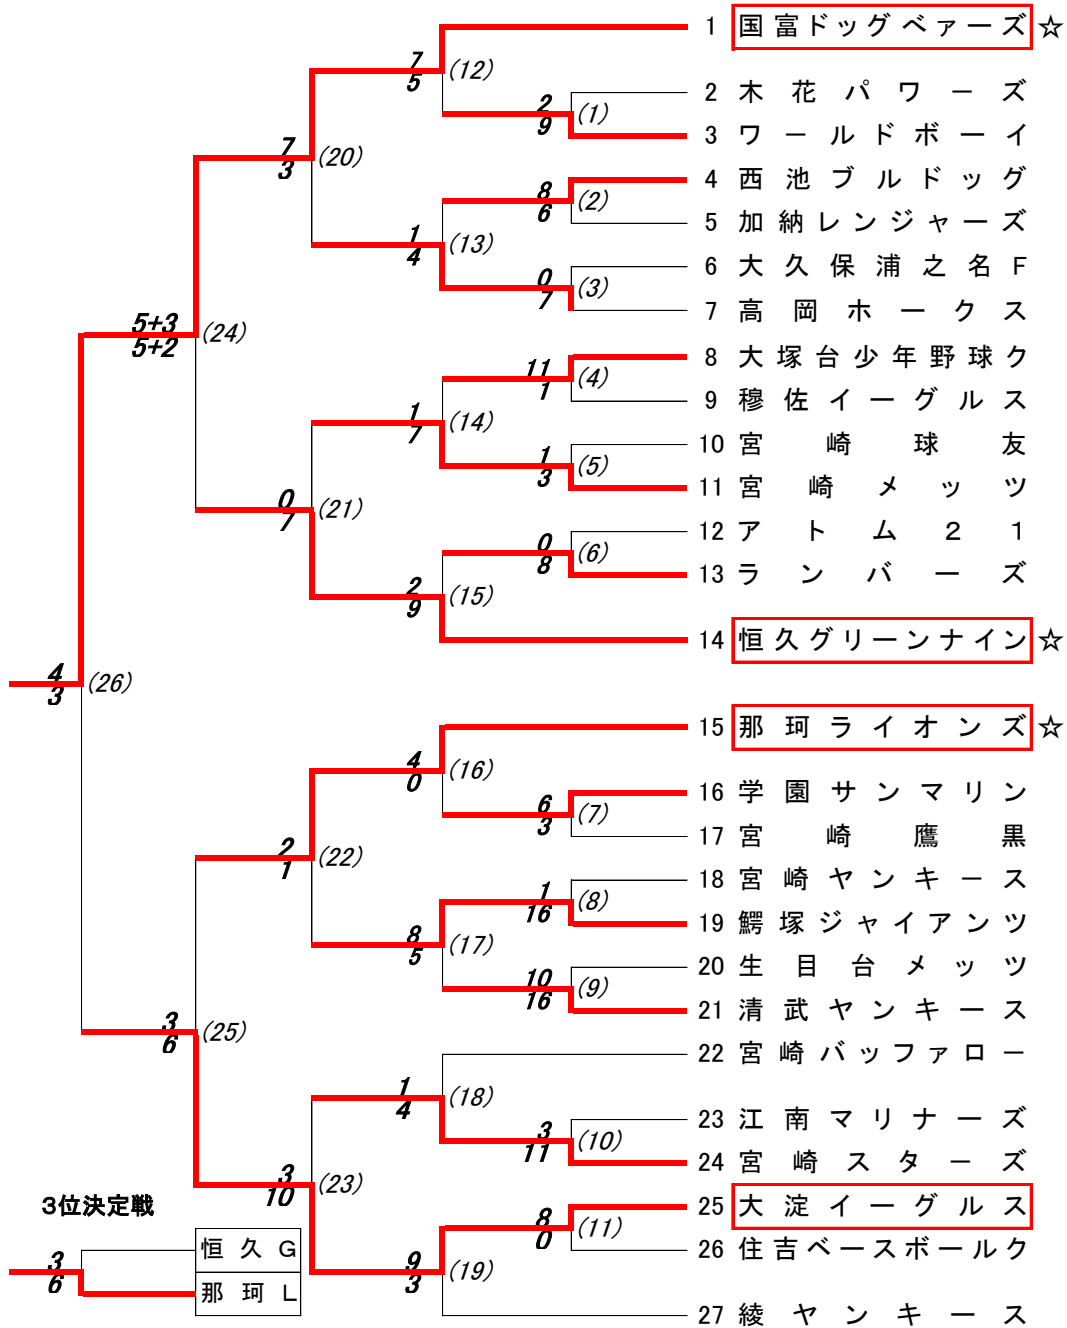 1 国富ドッグベァーズ ☆
7
5
(12)
2 木花パワーズ
2
9
(1)
3 ワールドボーイ
7
3
(20)
4 西池ブルドッグ
8
6
(2)
5 加納レンジャーズ
1
4
(13)
6 大久保浦之名F
0
7
(3)
7 高岡ホークス
5+3
5+2
(24)
8 大塚台少年野球ク
11
1
(4)
9 穆佐イーグルス
1
7
(14)
10 宮崎球友
1
3
(5)
11 宮崎メッツ
0
7
(21)
12 アトム21
0
8
(6)
13 ランバーズ
2
9
(15)
14 恒久グリーンナイン ☆
4
3
(26)
15 那珂ライオンズ ☆
4
0
(16)
16 学園サンマリン
6
3
(7)
17 宮崎鷹黒
2
1
(22)
18 宮崎ヤンキース
1
16
(8)
19 鰐塚ジャイアンツ
8
5
(17)
20 生目台メッツ
10
16
(9)
21 清武ヤンキース
3
6
(25)
22 宮崎バッファロー
1
4
(18)
23 江南マリナーズ
3
11
(10)
24 宮崎スターズ
3
10
(23)
25 大淀イーグルス
8
0
(11)
26 住吉ベースボールク
9
3
(19)
27 綾ヤンキース
3位決定戦
恒久G
3
6
那珂L